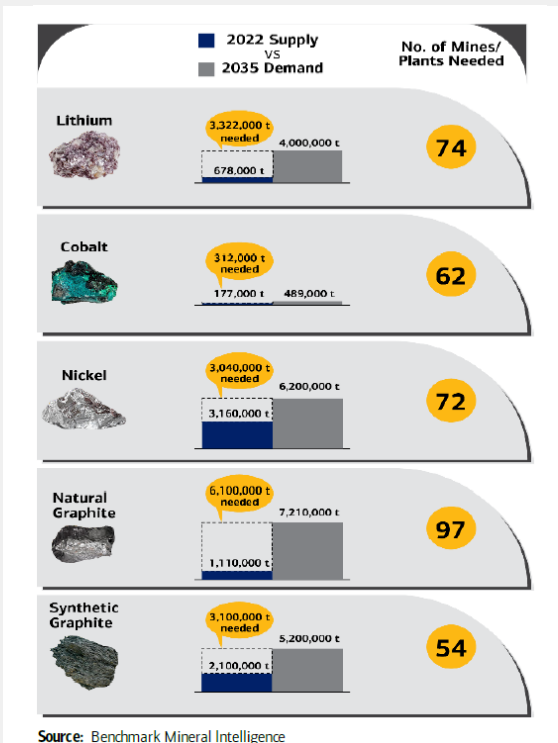 2022 Supply
VS
2035 Demand
No. of Mines/
Plants Needed
Lithium
3,322,000 t
needed
4,000,000 t
678,000 t
74
Cobalt
312,000 t
needed
177,000 t
489,000 t
62
Nickel
3,040,000 t
needed
6,200,000 t
3,160,000 t
72
Natural
Graphite
6,100,000 t
needed
7,210,000 t
1,110,000 t
97
Synthetic
Graphite
3,100,000 t
needed
5,200,000 t
2,100,000 t
54
Source: Benchmark Mineral Intelligence